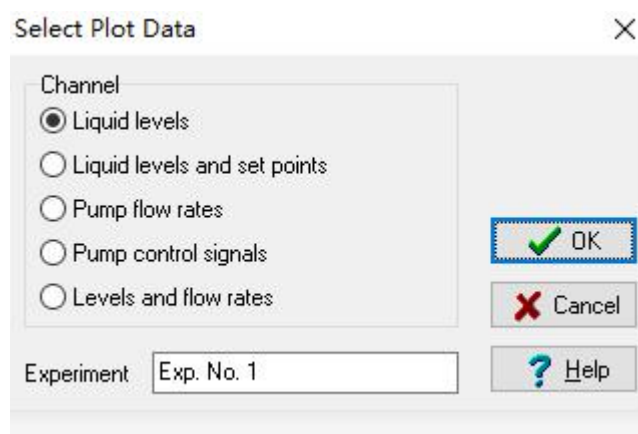 Select Plot Data
Channel
Liquid levels
Liquid levels and set points
Pump flow rates
Pump control signals
Levels and flow rates
OK
Cancel
Experiment Exp. No. 1
Help